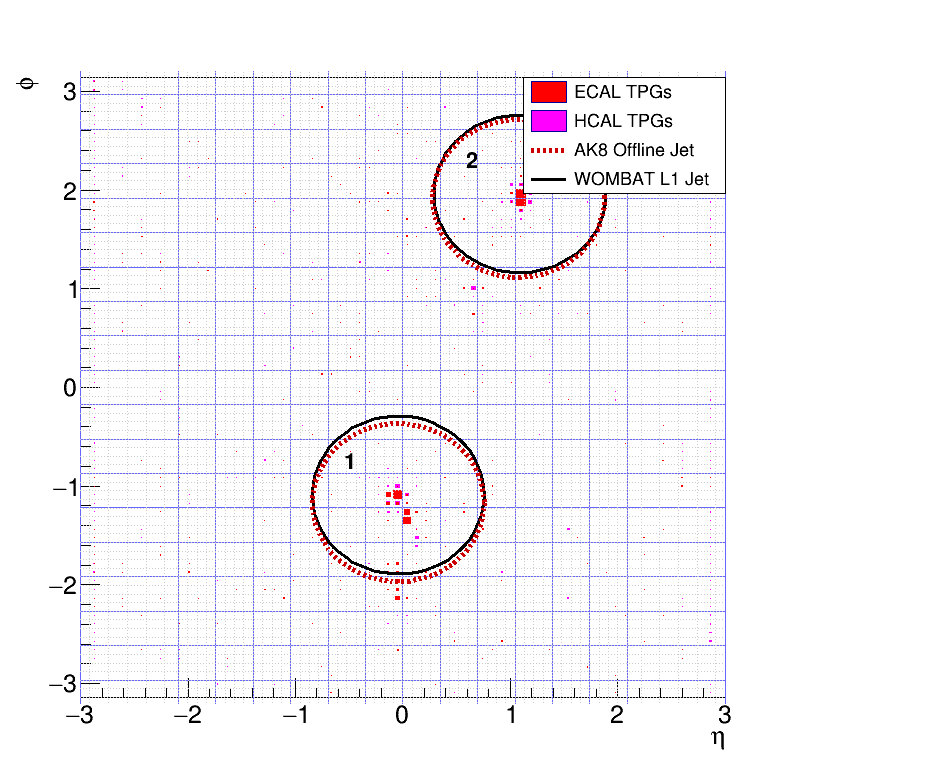 φ
3
ECAL TPGs
HCAL TPGs
AK8 Offline Jet
WOMBAT L1 Jet
2
2
1
0
1
−1
−2
−3
−3 −2 −1 0 1 2 3
η